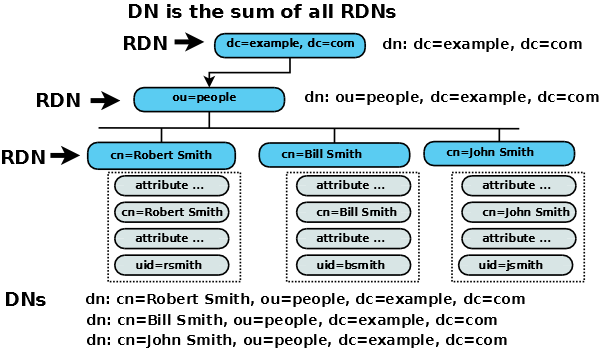 DN is the sum of all RDNs
RDN dc=example, dc=com dn: dc=example, dc=com
RDN ou=people dn: ou=people, dc=example, dc=com
RDN cn=Robert Smith cn=Bill Smith cn=John Smith
attribute ... attribute ... attribute ...
cn=Robert Smith cn=Bill Smith cn=John Smith
attribute ... attribute ... attribute ...
uid=rsmith uid=bsmith uid=jsmith
DNs dn: cn=Robert Smith, ou=people, dc=example, dc=com
dn: cn=Bill Smith, ou=people, dc=example, dc=com
dn: cn=John Smith, ou=people, dc=example, dc=com